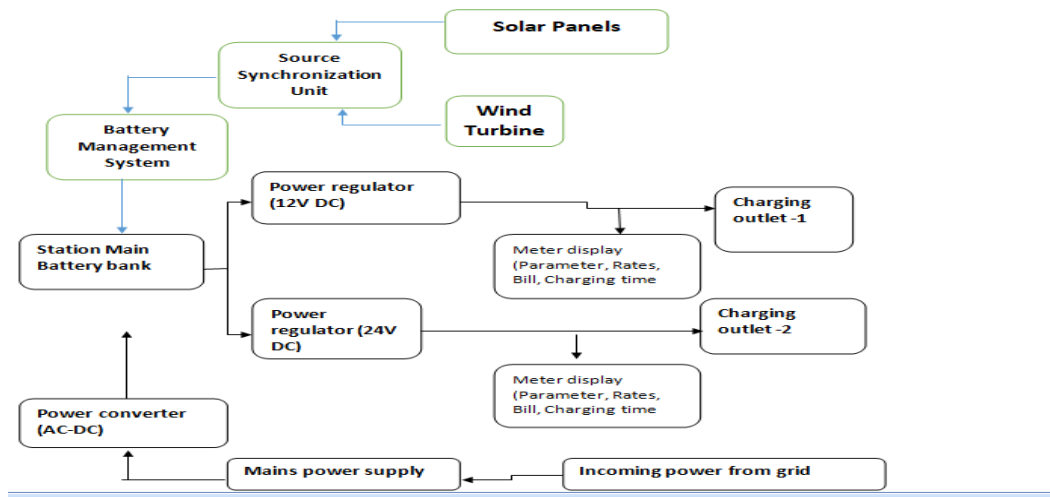 Solar Panels
Source
Synchronization
Unit
Wind
Turbine
Battery
Management
System
Power regulator
(12V DC)
Charging
outlet -1
Station Main
Battery bank
Meter display
(Parameter, Rates,
Bill, Charging time
Power
regulator (24V
DC)
Charging
outlet -2
Meter display
(Parameter, Rates,
Bill, Charging time
Power converter
(AC-DC)
Mains power supply
Incoming power from grid